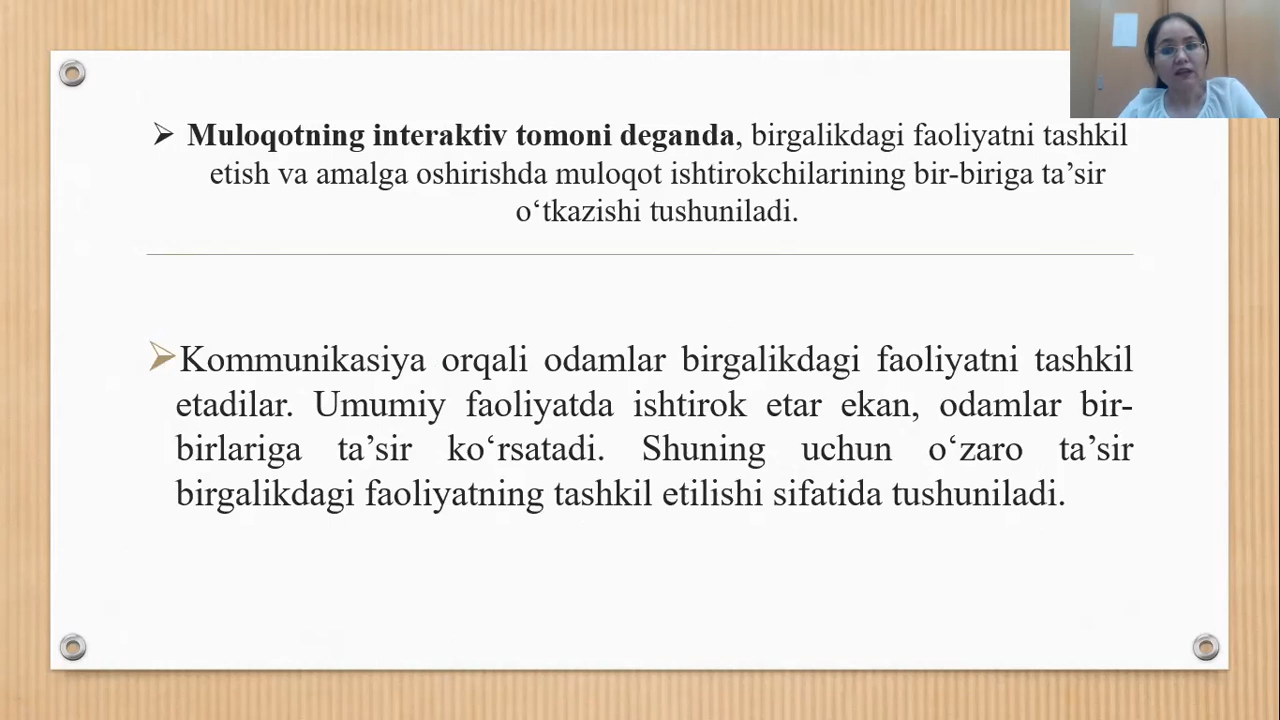 ➢ Muloqotning interaktiv tomoni deganda, birgalikdagi faoliyatni tashkil
etish va amalga oshirishda muloqot ishtirokchilarining bir-biriga ta’sir
o‘tkazishi tushuniladi.
➢Kommunikasiya orqali odamlar birgalikdagi faoliyatni tashkil
etadilar. Umumiy faoliyatda ishtirok etar ekan, odamlar bir-
birlariga ta’sir ko‘rsatadi. Shuning uchun o‘zaro ta’sir
birgalikdagi faoliyatning tashkil etilishi sifatida tushuniladi.